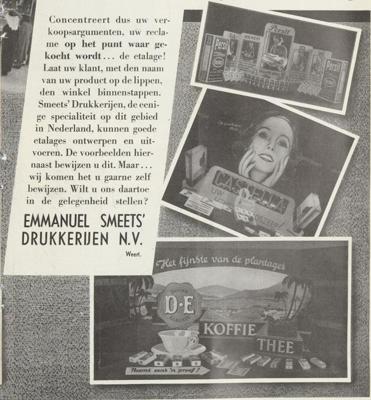 Concentreert dus uw ver-
koopsargumenten, uw recla-
me op het punt waar ge-
kocht wordt... de etalage!
Laat uw klant, met den naam
van uw product op de lippen,
den winkel binnenstappen.
Smeets' Drukkerijen, de eeni-
ge specialiteit op dit gebied
in Nederland, kunnen goede
etalages ontwerpen en uit-
voeren. De voorbeelden hier-
naast bewijzen u dit. Maar...
wij komen het u gaarne zelf
bewijzen. Wilt u ons daartoe
in de gelegenheid stellen?
EMMANUEL SMEETS'
DRUKKERIJEN N.V.
Weert.
Persil
Persil
Het fijnste van de plantages
D·E
KOFFIE
THEE